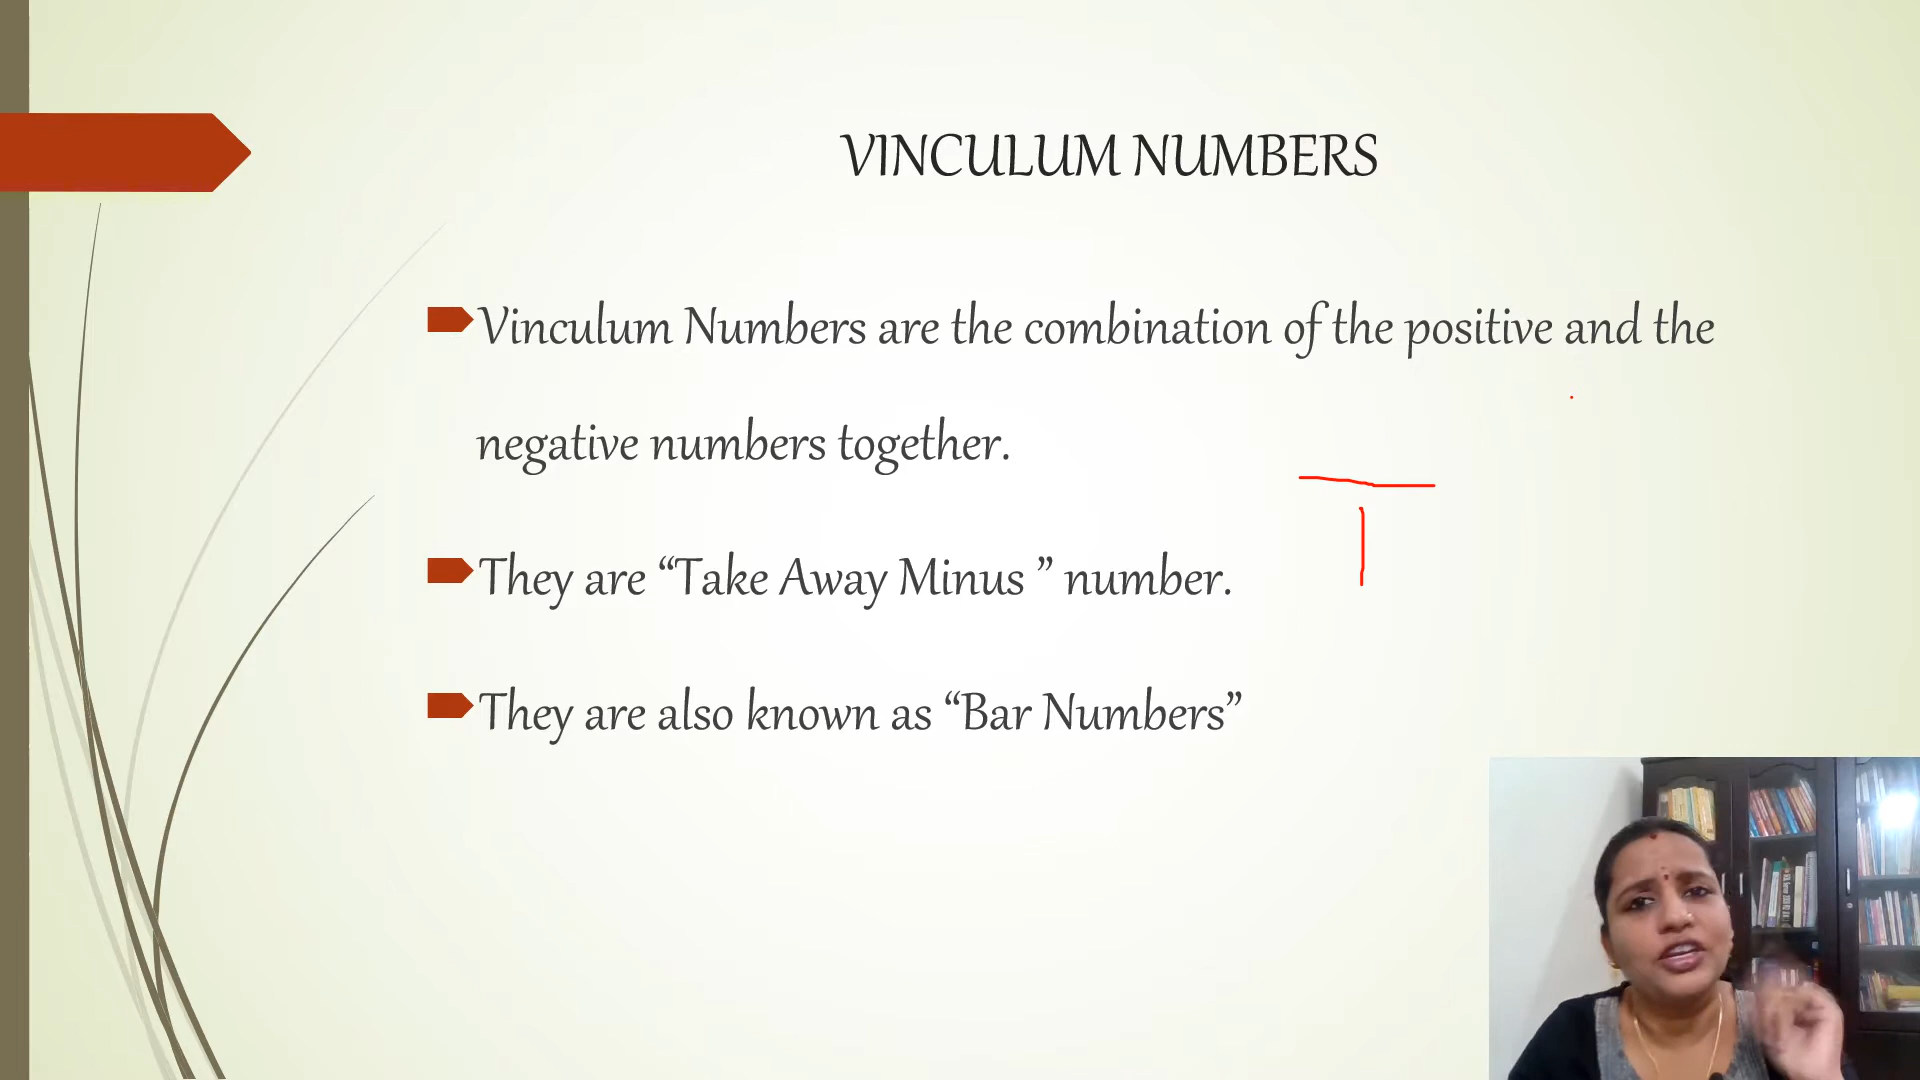 VINCULUM NUMBERS
Vinculum Numbers are the combination of the positive and the
negative numbers together.
They are “Take Away Minus ” number.
They are also known as “Bar Numbers”